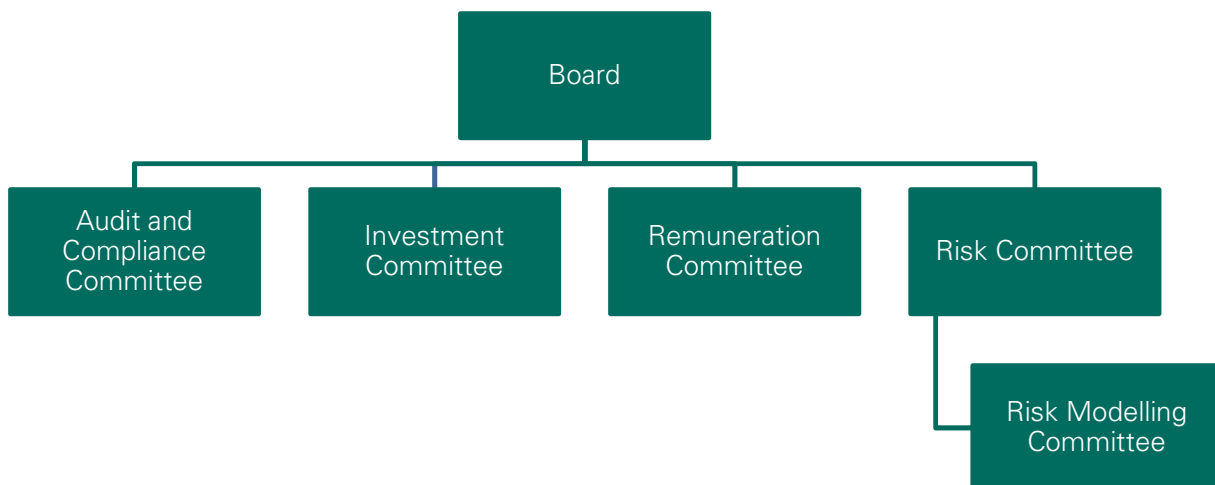 Board
Audit and
Compliance
Committee
Investment
Committee
Remuneration
Committee
Risk Committee
Risk Modelling
Committee